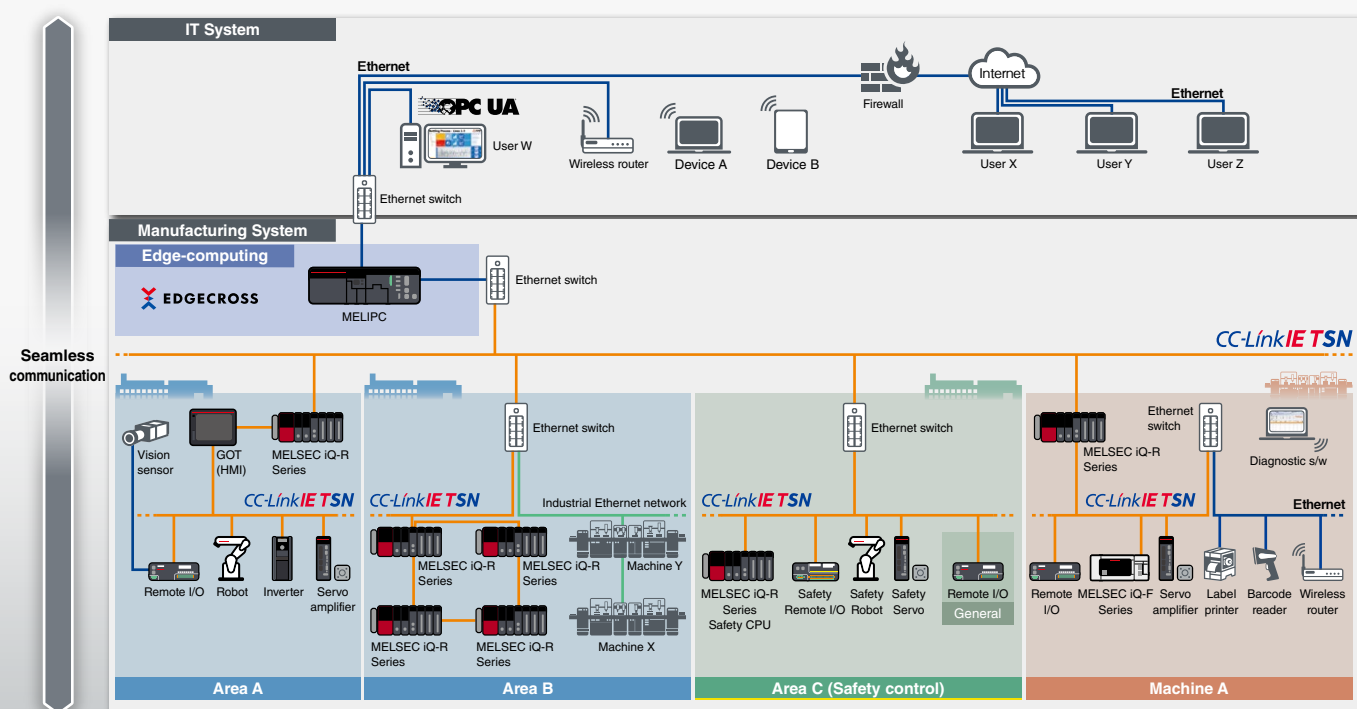 IT System
Ethernet
OPC UA
User W
Wireless router
Device A
Device B
Firewall
Internet
Ethernet
User X
User Y
User Z
Ethernet switch
Manufacturing System
Edge-computing
EDGECROSS
MELIPC
Ethernet switch
Seamless
communication
CC-Link IE TSN
Vision
sensor
GOT
(HMI)
MELSEC iQ-R
Series
CC-Link IE TSN
Remote I/O
Robot
Inverter
Servo
amplifier
Area A
Ethernet switch
Industrial Ethernet network
CC-Link IE TSN
MELSEC iQ-R
Series
MELSEC iQ-R
Series
Machine Y
MELSEC iQ-R
Series
MELSEC iQ-R
Series
Machine X
Area B
Ethernet switch
CC-Link IE TSN
MELSEC iQ-R
Series
Safety CPU
Safety
Remote I/O
Safety
Robot
Safety
Servo
Remote I/O
General
Area C (Safety control)
MELSEC iQ-R
Series
Ethernet
switch
Diagnostic s/w
CC-Link IE TSN
Ethernet
Remote
I/O
MELSEC iQ-F
Series
Servo
amplifier
Label
printer
Barcode
reader
Wireless
router
Machine A